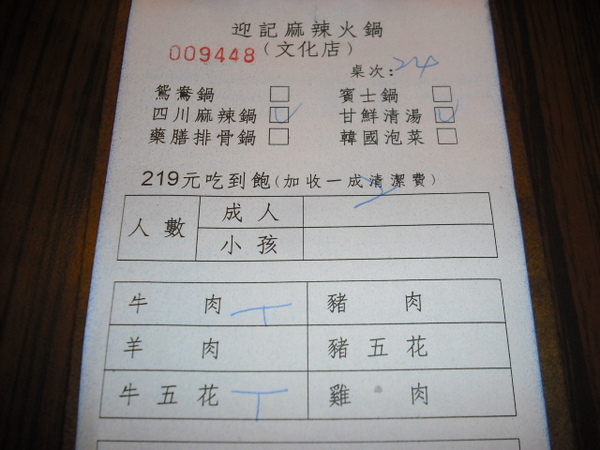 迎記麻辣火鍋
009448 (文化店)
桌次: 24
鴛鴦鍋 □ 賓士鍋 □
四川麻辣鍋 □ 甘鮮清湯 □
藥膳排骨鍋 □ 韓國泡菜 □
219元吃到飽(加收一成清潔費)
人數 成人
小孩
牛肉 豬肉
羊肉 豬五花
牛五花 雞肉